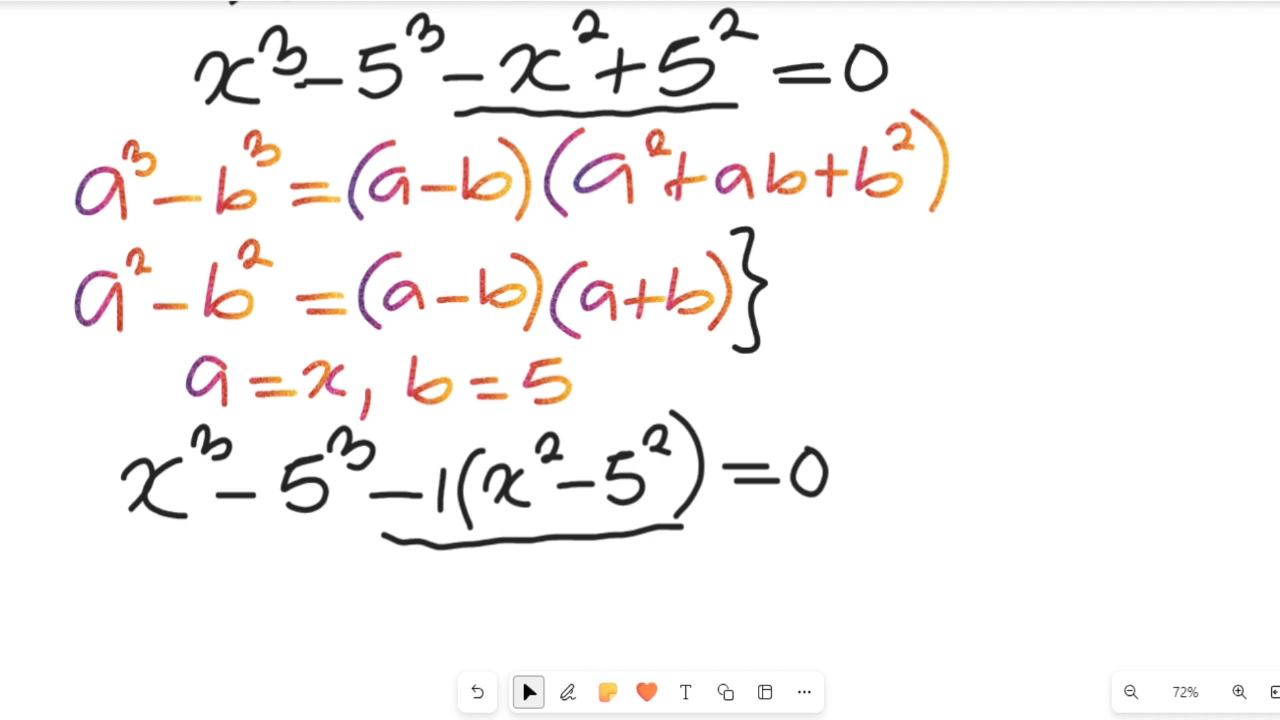 x³ - 5³ - x² + 5² = 0
a³ - b³ = (a-b)(a² + ab + b²)
a² - b² = (a-b)(a+b)}
a = x, b = 5
x³ - 5³ - 1(x² - 5²) = 0
T
72%